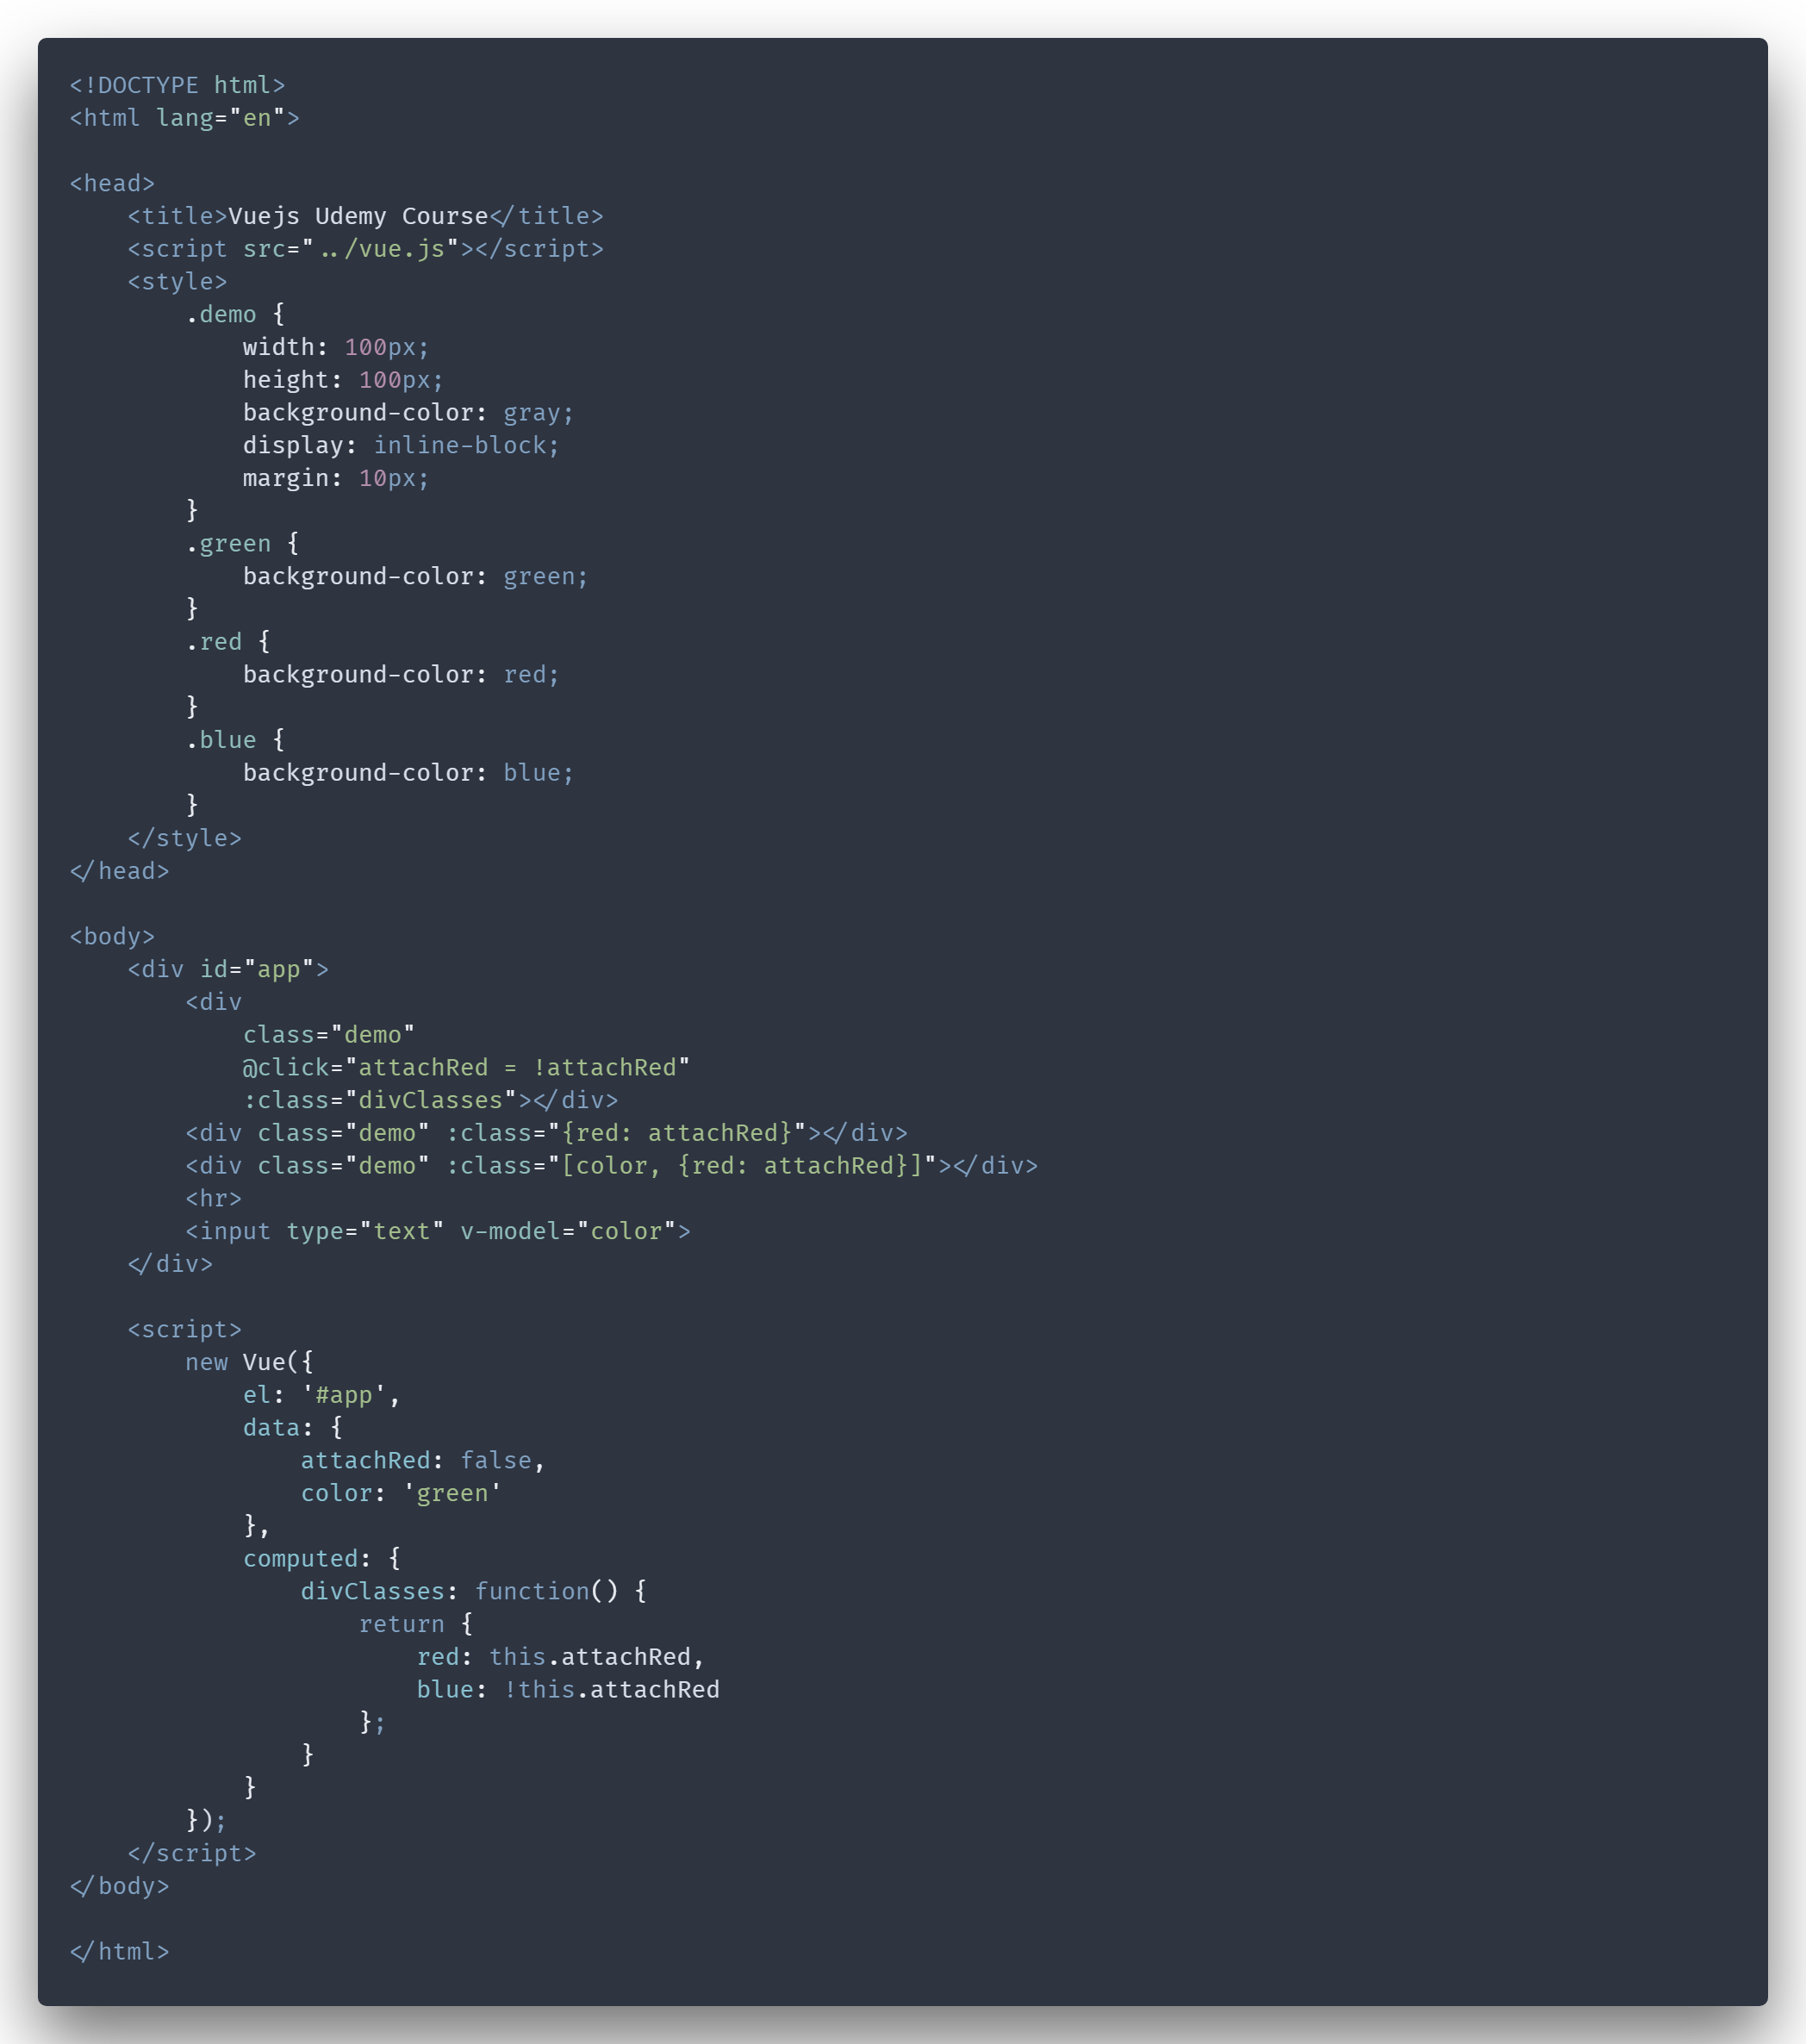 <!DOCTYPE html>
<html lang="en">

<head>
    <title>Vuejs Udemy Course</title>
    <script src="../vue.js"></script>
    <style>
        .demo {
            width: 100px;
            height: 100px;
            background-color: gray;
            display: inline-block;
            margin: 10px;
        }
        .green {
            background-color: green;
        }
        .red {
            background-color: red;
        }
        .blue {
            background-color: blue;
        }
    </style>
</head>

<body>
    <div id="app">
        <div
            class="demo"
            @click="attachRed = !attachRed"
            :class="divClasses"></div>
        <div class="demo" :class="{red: attachRed}"></div>
        <div class="demo" :class="[color, {red: attachRed}]"></div>
        <hr>
        <input type="text" v-model="color">
    </div>

    <script>
        new Vue({
            el: '#app',
            data: {
                attachRed: false,
                color: 'green'
            },
            computed: {
                divClasses: function() {
                    return {
                        red: this.attachRed,
                        blue: !this.attachRed
                    };
                }
            }
        });
    </script>
</body>

</html>